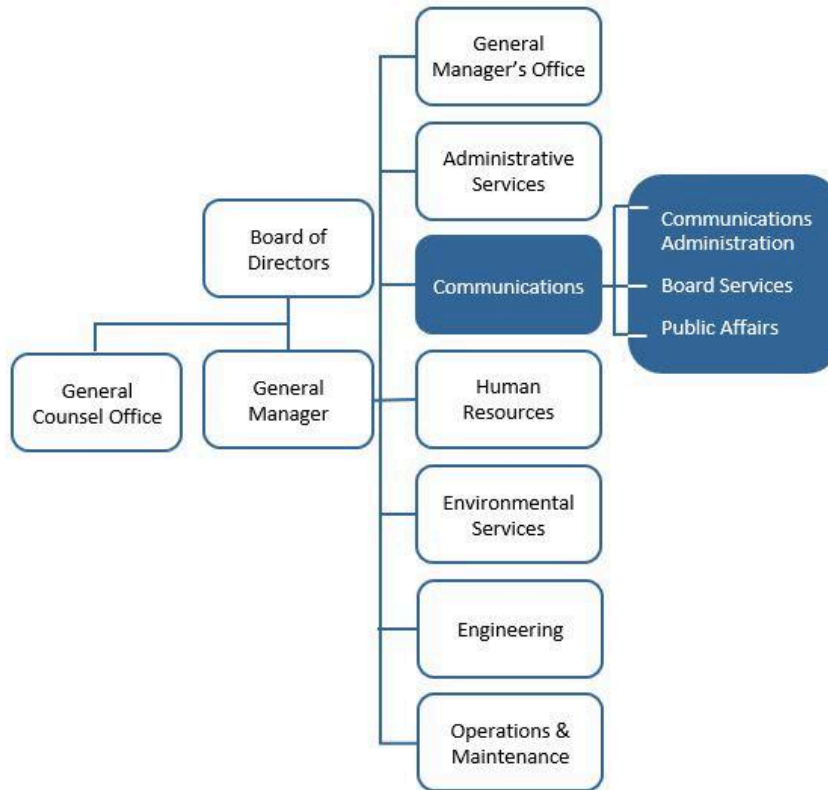 General
Manager's Office
Administrative
Services
Board of
Directors
Communications
Communications
Administration
Board Services
Public Affairs
General
Counsel Office
General
Manager
Human
Resources
Environmental
Services
Engineering
Operations &
Maintenance